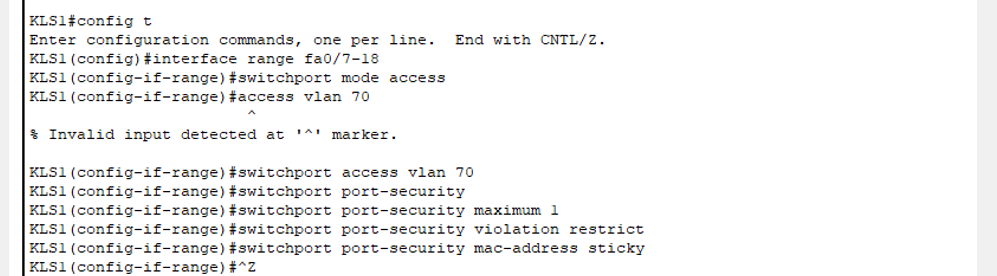 KLS1#config t
Enter configuration commands, one per line.  End with CNTL/Z.
KLS1(config)#interface range fa0/7-18
KLS1(config-if-range)#switchport mode access
KLS1(config-if-range)#access vlan 70
^
% Invalid input detected at '^' marker.
KLS1(config-if-range)#switchport access vlan 70
KLS1(config-if-range)#switchport port-security
KLS1(config-if-range)#switchport port-security maximum 1
KLS1(config-if-range)#switchport port-security violation restrict
KLS1(config-if-range)#switchport port-security mac-address sticky
KLS1(config-if-range)#^Z